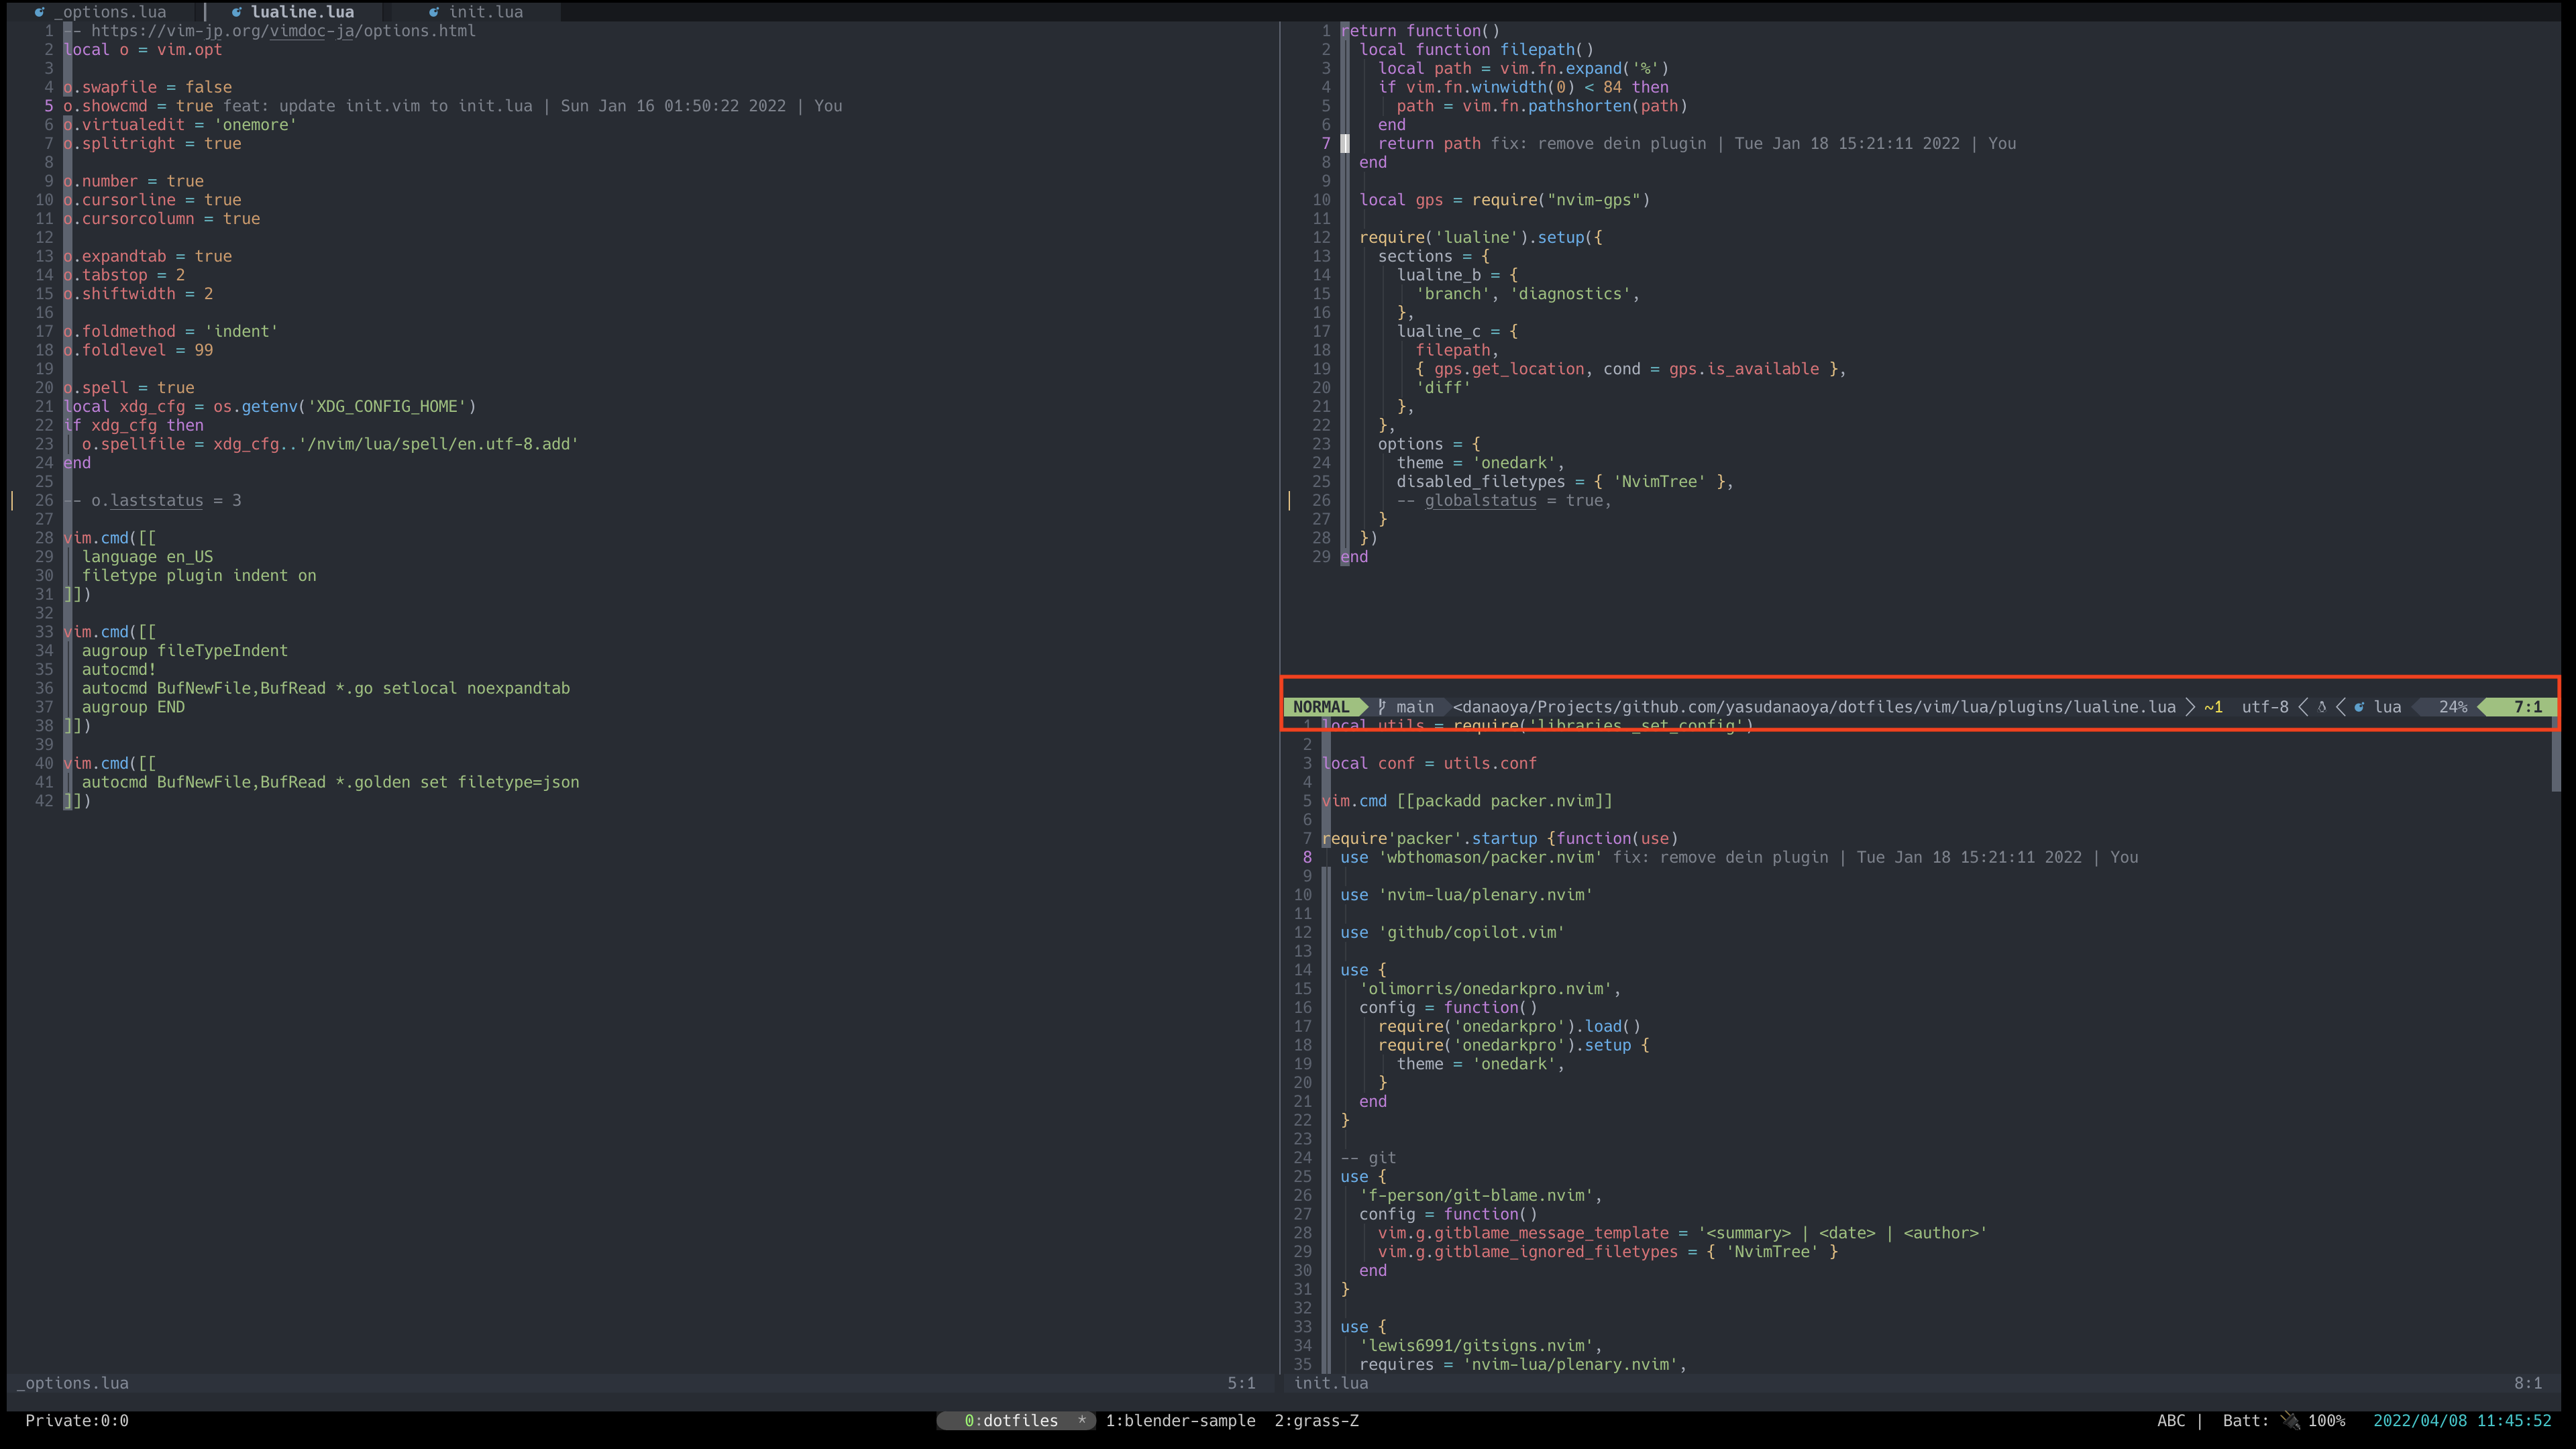 _options.lua | lualine.lua init.lua
1 -- https://vim-jp.org/vimdoc-ja/options.html
2 local o = vim.opt
3
4 o.swapfile = false
5 o.showcmd = true feat: update init.vim to init.lua | Sun Jan 16 01:50:22 2022 | You
6 o.virtualedit = 'onemore'
7 o.splitright = true
8
9 o.number = true
10 o.cursorline = true
11 o.cursorcolumn = true
12
13 o.expandtab = true
14 o.tabstop = 2
15 o.shiftwidth = 2
16
17 o.foldmethod = 'indent'
18 o.foldlevel = 99
19
20 o.spell = true
21 local xdg_cfg = os.getenv('XDG_CONFIG_HOME')
22 if xdg_cfg then
23 o.spellfile = xdg_cfg..'/nvim/lua/spell/en.utf-8.add'
24 end
25
26 -- o.laststatus = 3
27
28 vim.cmd([[
29 language en_US
30 filetype plugin indent on
31 ]])
32
33 vim.cmd([[
34 augroup fileTypeIndent
35 autocmd!
36 autocmd BufNewFile,BufRead *.go setlocal noexpandtab
37 augroup END
38 ]])
39
40 vim.cmd([[
41 autocmd BufNewFile,BufRead *.golden set filetype=json
42 ]])
_options.lua 5:1
1 return function()
2 local function filepath()
3 local path = vim.fn.expand('%')
4 if vim.fn.winwidth(0) < 84 then
5 path = vim.fn.pathshorten(path)
6 end
7 return path fix: remove dein plugin | Tue Jan 18 15:21:11 2022 | You
8 end
9
10 local gps = require("nvim-gps")
11
12 require('lualine').setup({
13 sections = {
14 lualine_b = {
15 'branch', 'diagnostics',
16 },
17 lualine_c = {
18 filepath,
19 { gps.get_location, cond = gps.is_available },
20 'diff'
21 },
22 },
23 options = {
24 theme = 'onedark',
25 disabled_filetypes = { 'NvimTree' },
26 -- globalstatus = true,
27 }
28 })
29 end
NORMAL main <danaoya/Projects/github.com/yasudanaoya/dotfiles/vim/lua/plugins/lualine.lua ~1 utf-8 lua 24% 7:1
1 local utils = require('libraries._set_config')
2
3 local conf = utils.conf
4
5 vim.cmd [[packadd packer.nvim]]
6
7 require'packer'.startup {function(use)
8 use 'wbthomason/packer.nvim' fix: remove dein plugin | Tue Jan 18 15:21:11 2022 | You
9
10 use 'nvim-lua/plenary.nvim'
11
12 use 'github/copilot.vim'
13
14 use {
15 'olimorris/onedarkpro.nvim',
16 config = function()
17 require('onedarkpro').load()
18 require('onedarkpro').setup {
19 theme = 'onedark',
20 }
21 end
22 }
23
24 -- git
25 use {
26 'f-person/git-blame.nvim',
27 config = function()
28 vim.g.gitblame_message_template = '<summary> | <date> | <author>'
29 vim.g.gitblame_ignored_filetypes = { 'NvimTree' }
30 end
31 }
32
33 use {
34 'lewis6991/gitsigns.nvim',
35 requires = 'nvim-lua/plenary.nvim',
init.lua 8:1
Private:0:0 0:dotfiles * 1:blender-sample 2:grass-Z ABC | Batt: 100% 2022/04/08 11:45:52